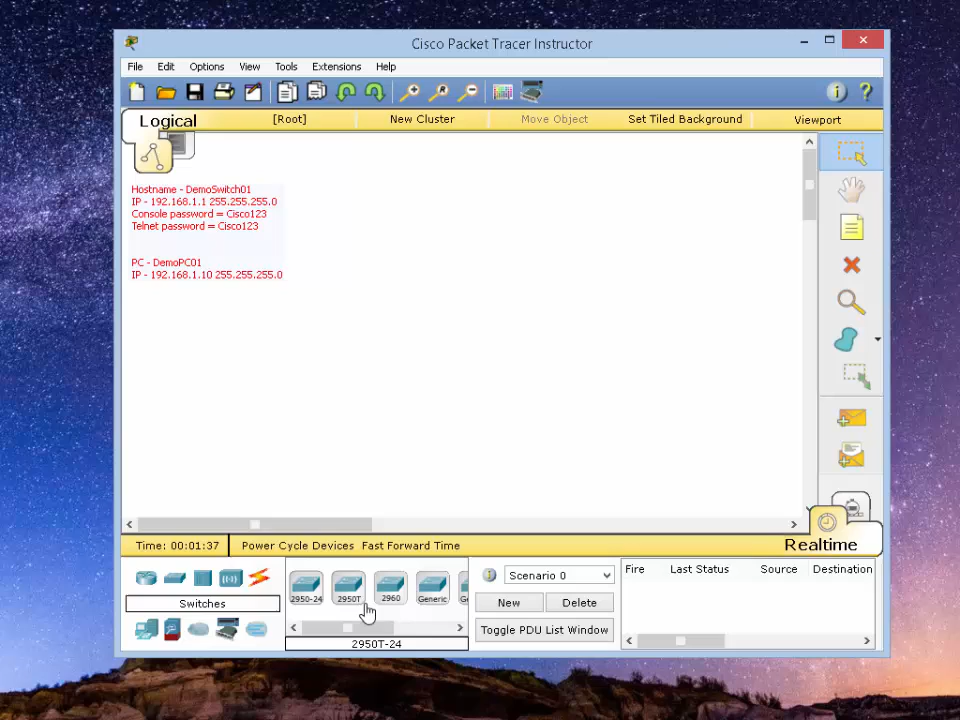 Cisco Packet Tracer Instructor
File Edit Options View Tools Extensions Help
Logical [Root] New Cluster Move Object Set Tiled Background Viewport
Hostname - DemoSwitch01
IP - 192.168.1.1 255.255.255.0
Console password = Cisco123
Telnet password = Cisco123
PC - DemoPC01
IP - 192.168.1.10 255.255.255.0
Time: 00:01:37 Power Cycle Devices Fast Forward Time Realtime
Switches
2950-24 2950T 2960 Generic
2950T-24
Scenario 0
New Delete
Toggle PDU List Window
Fire Last Status Source Destination